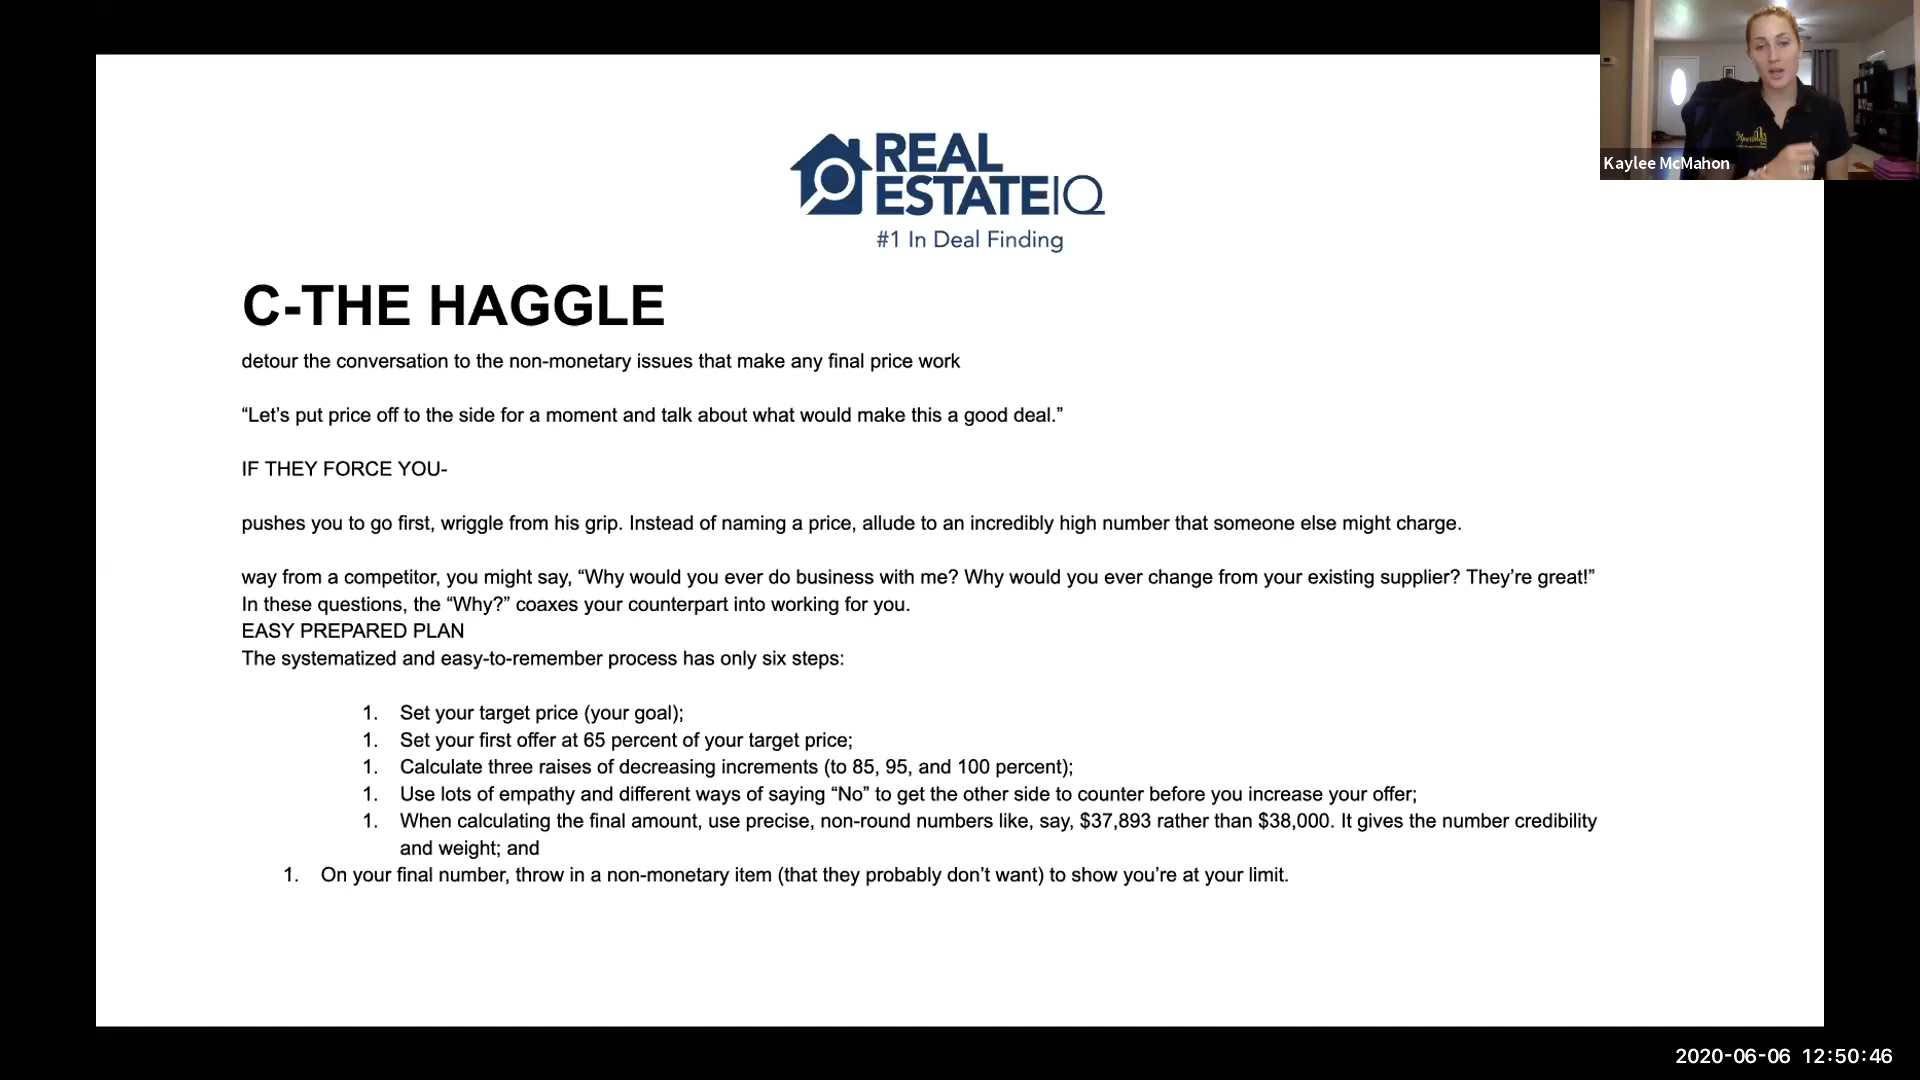 REAL
ESTATEIQ
#1 In Deal Finding
Kaylee McMahon
C-THE HAGGLE
detour the conversation to the non-monetary issues that make any final price work
“Let’s put price off to the side for a moment and talk about what would make this a good deal.”
IF THEY FORCE YOU-
pushes you to go first, wriggle from his grip. Instead of naming a price, allude to an incredibly high number that someone else might charge.
way from a competitor, you might say, “Why would you ever do business with me? Why would you ever change from your existing supplier? They’re great!”
In these questions, the “Why?” coaxes your counterpart into working for you.
EASY PREPARED PLAN
The systematized and easy-to-remember process has only six steps:
1. Set your target price (your goal);
1. Set your first offer at 65 percent of your target price;
1. Calculate three raises of decreasing increments (to 85, 95, and 100 percent);
1. Use lots of empathy and different ways of saying “No” to get the other side to counter before you increase your offer;
1. When calculating the final amount, use precise, non-round numbers like, say, $37,893 rather than $38,000. It gives the number credibility
and weight; and
1. On your final number, throw in a non-monetary item (that they probably don’t want) to show you’re at your limit.
2020-06-06 12:50:46